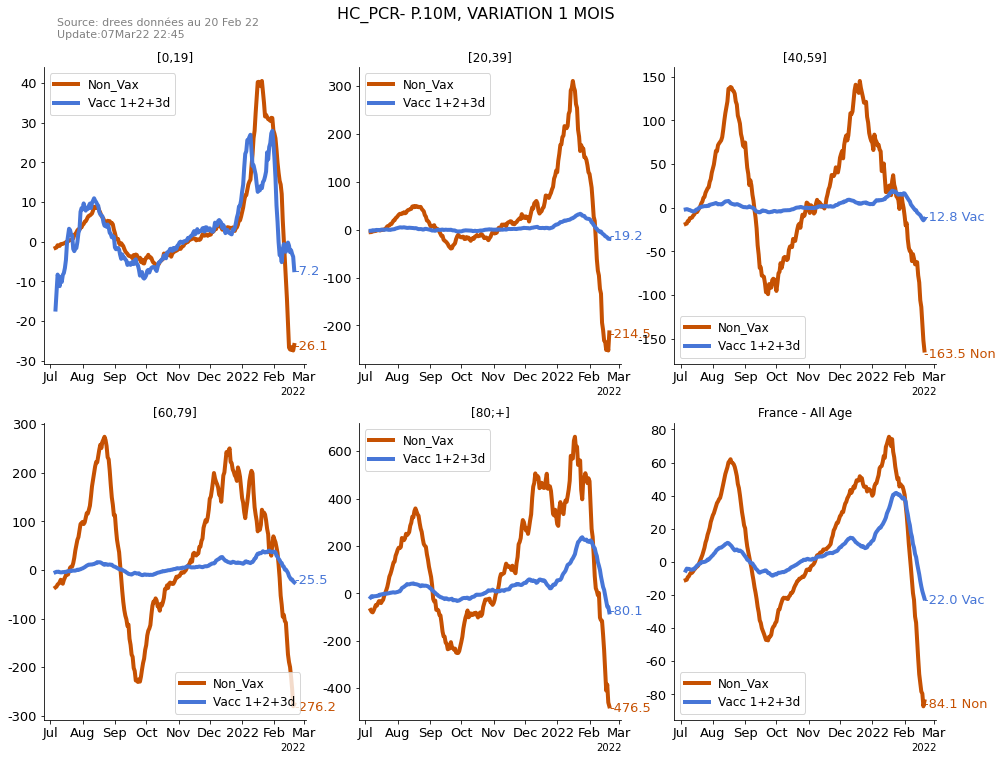 HC_PCR- P.10M, VARIATION 1 MOIS
Source: drees données au 20 Feb 22
Update:07Mar22 22:45
[0,19]
40
30
20
10
0
-10
-20
-30
Non_Vax
Vacc 1+2+3d
-7.2
-26.1
Jul Aug Sep Oct Nov Dec 2022 Feb Mar
2022
[20,39]
300
200
100
0
-100
-200
Non_Vax
Vacc 1+2+3d
-19.2
-214.5
Jul Aug Sep Oct Nov Dec 2022 Feb Mar
2022
[40,59]
150
100
50
0
-50
-100
-150
Non_Vax
Vacc 1+2+3d
-12.8 Vac
-163.5 Non
Jul Aug Sep Oct Nov Dec 2022 Feb Mar
2022
[60,79]
300
200
100
0
-100
-200
-300
Non_Vax
Vacc 1+2+3d
-25.5
-276.2
Jul Aug Sep Oct Nov Dec 2022 Feb Mar
2022
[80;+]
600
400
200
0
-200
-400
Non_Vax
Vacc 1+2+3d
-80.1
-476.5
Jul Aug Sep Oct Nov Dec 2022 Feb Mar
2022
France - All Age
80
60
40
20
0
-20
-40
-60
-80
Non_Vax
Vacc 1+2+3d
-22.0 Vac
-84.1 Non
Jul Aug Sep Oct Nov Dec 2022 Feb Mar
2022